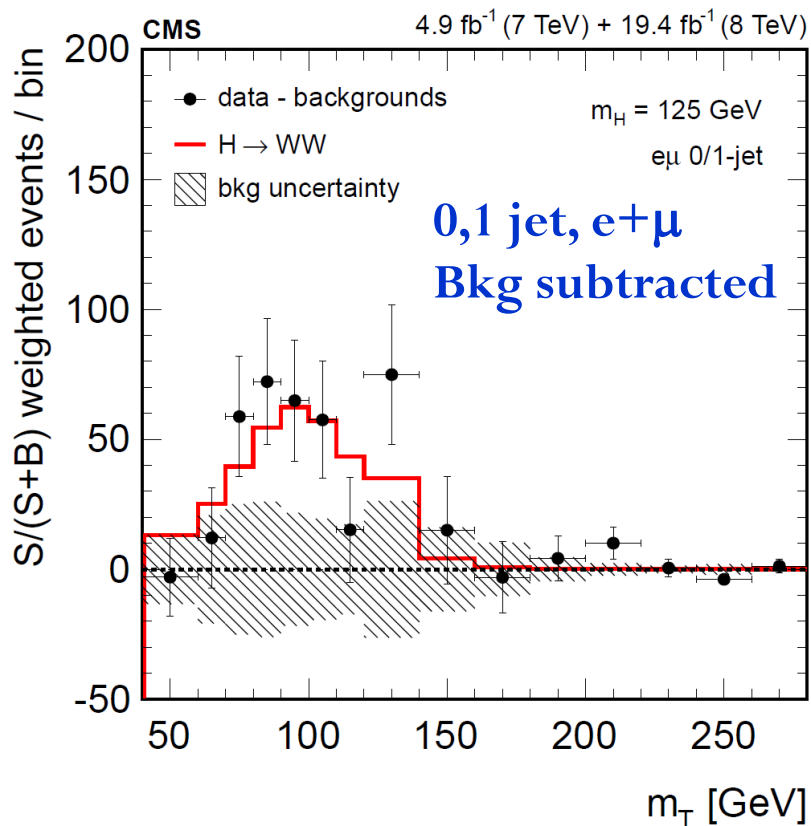 CMS 4.9 fb⁻¹ (7 TeV) + 19.4 fb⁻¹ (8 TeV)
S/(S+B) weighted events / bin
200
150
100
50
0
-50
data - backgrounds
H → WW
bkg uncertainty
m_H = 125 GeV
eμ 0/1-jet
0,1 jet, e+μ
Bkg subtracted
50 100 150 200 250
m_T [GeV]